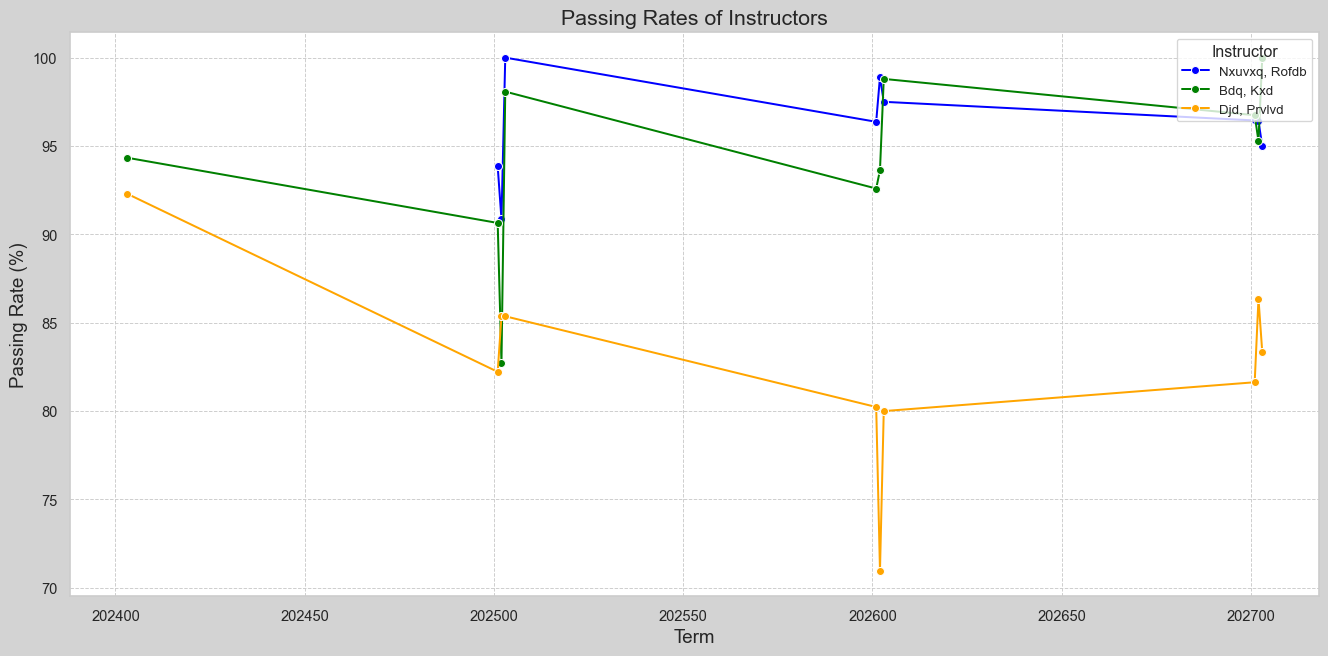 Passing Rates of Instructors
Passing Rate (%)
100
95
90
85
80
75
70
Instructor
Nxuvxq, Rofdb
Bdq, Kxd
Djd, Prvivd
202400
202450
202500
202550
202600
202650
202700
Term